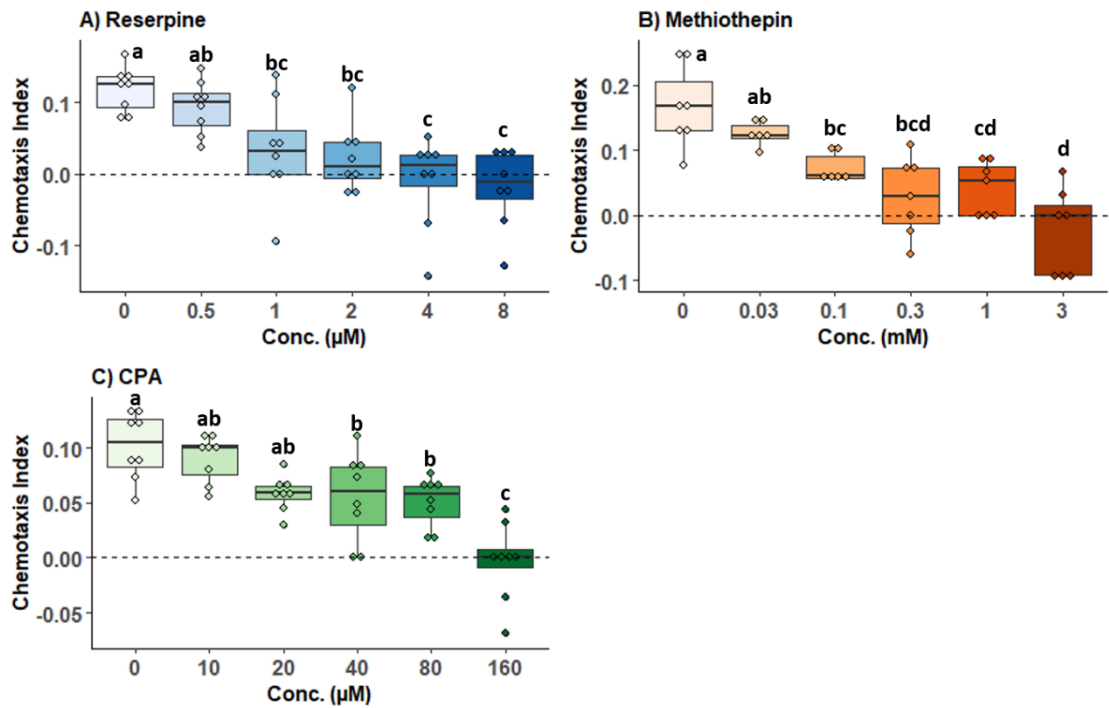 A) Reserpine
Chemotaxis Index
0.1
0.0
-0.1
a
ab
bc
bc
c
c
0 0.5 1 2 4 8
Conc. (µM)
B) Methiothepin
Chemotaxis Index
0.2
0.1
0.0
-0.1
a
ab
bc
bcd
cd
d
0 0.03 0.1 0.3 1 3
Conc. (mM)
C) CPA
Chemotaxis Index
0.10
0.05
0.00
-0.05
a
ab
ab
b
b
c
0 10 20 40 80 160
Conc. (µM)